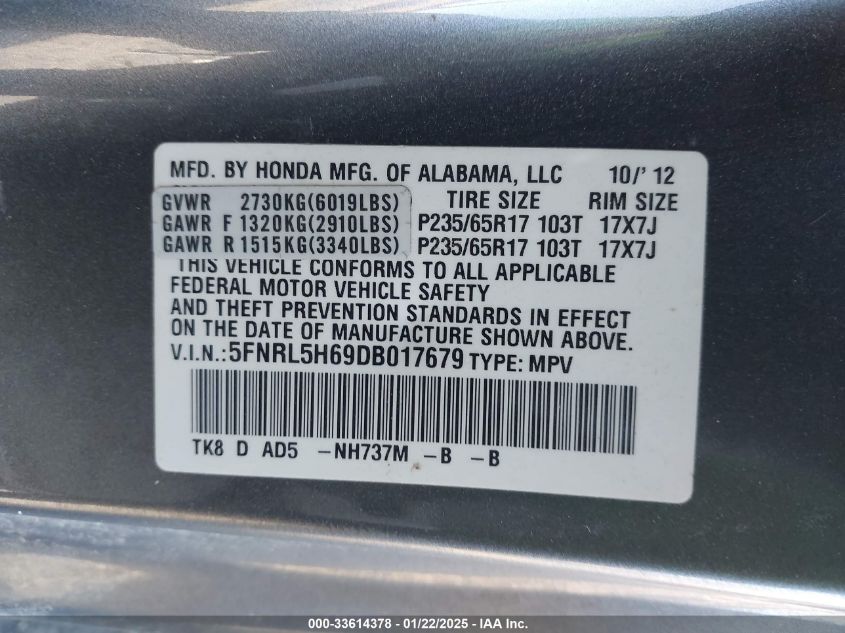 MFD. BY HONDA MFG. OF ALABAMA, LLC 10/'12
GVWR 2730KG(6019LBS) TIRE SIZE RIM SIZE
GAWR F 1320KG(2910LBS) P235/65R17 103T 17X7J
GAWR R 1515KG(3340LBS) P235/65R17 103T 17X7J
THIS VEHICLE CONFORMS TO ALL APPLICABLE
FEDERAL MOTOR VEHICLE SAFETY
AND THEFT PREVENTION STANDARDS IN EFFECT
ON THE DATE OF MANUFACTURE SHOWN ABOVE.
V.I.N.:5FNRL5H69DB017679 TYPE: MPV
TK8 D AD5 -NH737M -B -B
000-33614378 - 01/22/2025 - IAA Inc.